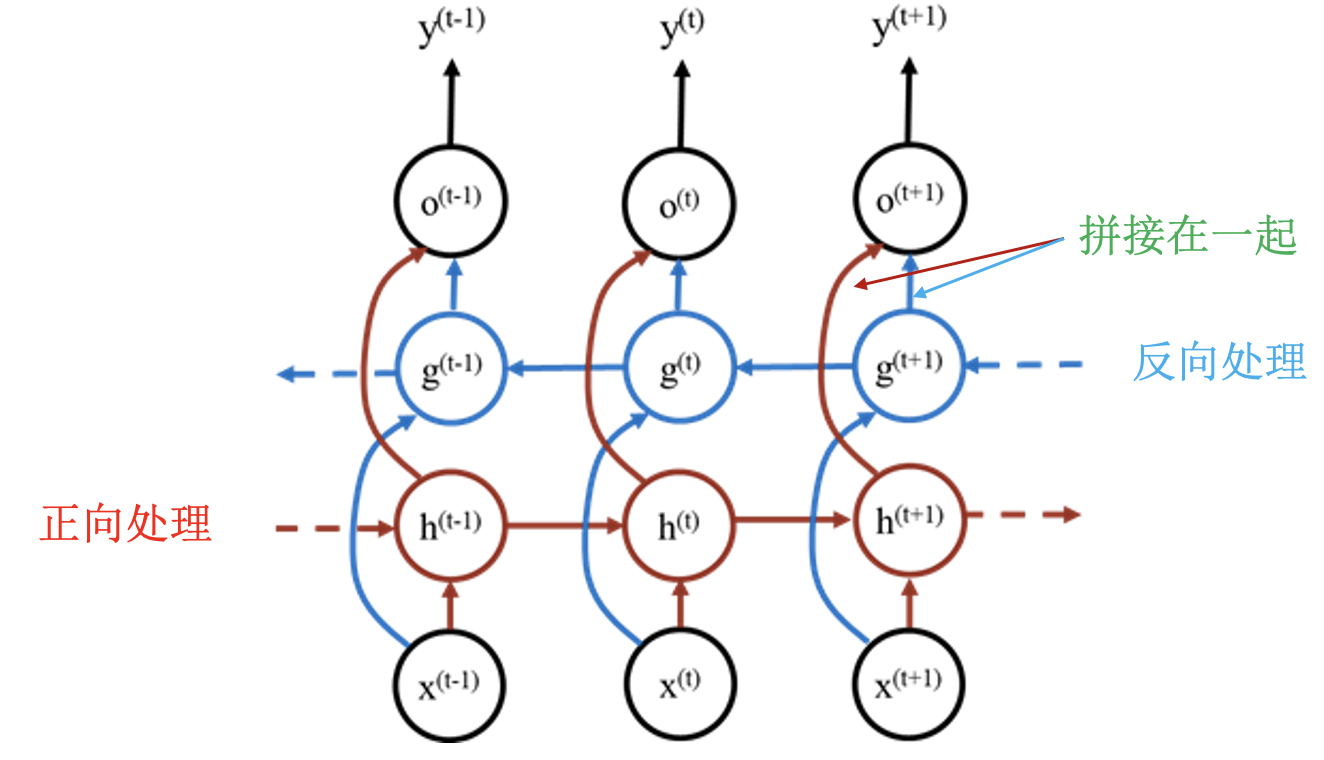 y(t-1) y(t) y(t+1)
o(t-1) o(t) o(t+1)
拼接在一起
g(t-1) g(t) g(t+1)
反向处理
正向处理
h(t-1) h(t) h(t+1)
x(t-1) x(t) x(t+1)